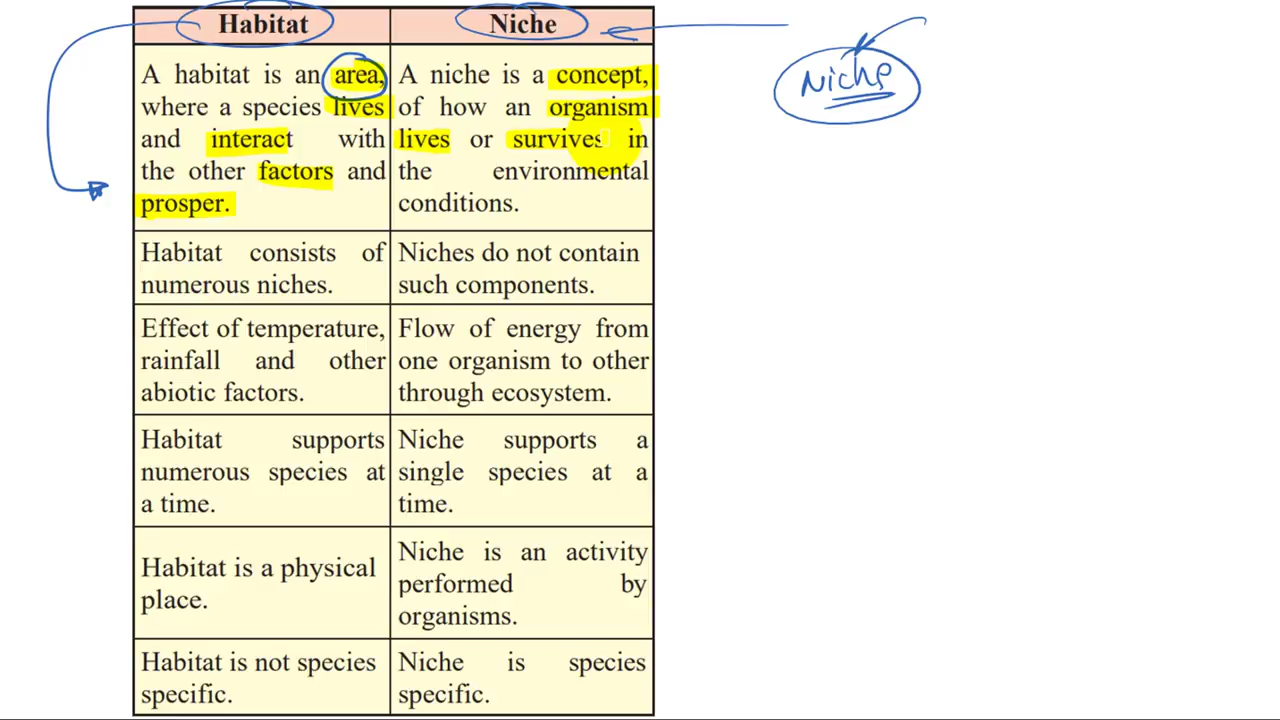 Habitat
Niche
Niche
A habitat is an area,
where a species lives
and interact with
the other factors and
prosper.
A niche is a concept,
of how an organism
lives or survives in
the environmental
conditions.
Habitat consists of
numerous niches.
Niches do not contain
such components.
Effect of temperature,
rainfall and other
abiotic factors.
Flow of energy from
one organism to other
through ecosystem.
Habitat supports
numerous species at
a time.
Niche supports a
single species at a
time.
Habitat is a physical
place.
Niche is an activity
performed by
organisms.
Habitat is not species
specific.
Niche is species
specific.